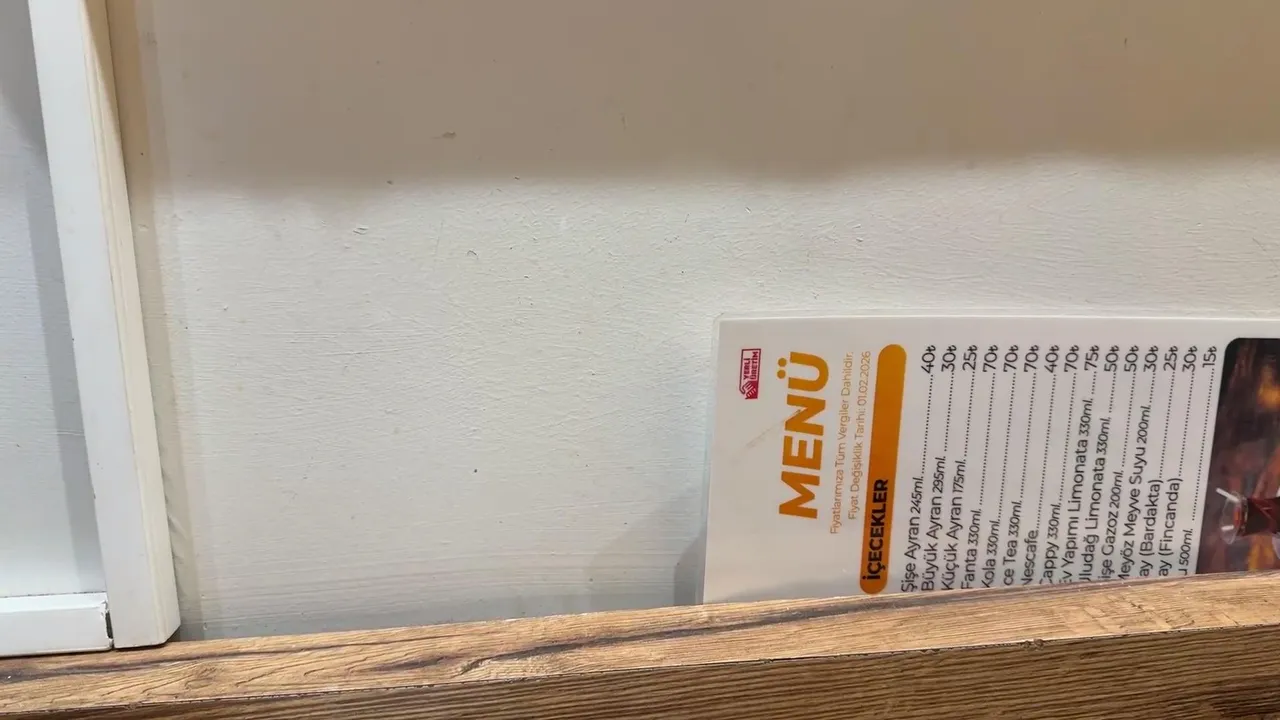 YERLİ ÜRETİM
MENÜ
Fiyatlarımıza Tüm Vergiler Dahildir.
Fiyat Değişiklik Tarihi: 01.02.2026
İÇECEKLER
Şişe Ayran 245ml. 40₺
Büyük Ayran 295ml. 30₺
Küçük Ayran 175ml. 25₺
Fanta 330ml. 70₺
Kola 330ml. 70₺
ce Tea 330ml. 70₺
Nescafe 40₺
Cappy 330ml. 70₺
Ev Yapımı Limonata 330ml. 75₺
Uludağ Limonata 330ml. 50₺
işe Gazoz 200ml. 50₺
Meyöz Meyve Suyu 200ml. 30₺
ay (Bardakta) 25₺
ay (Fincanda) 30₺
u 500ml. 15₺